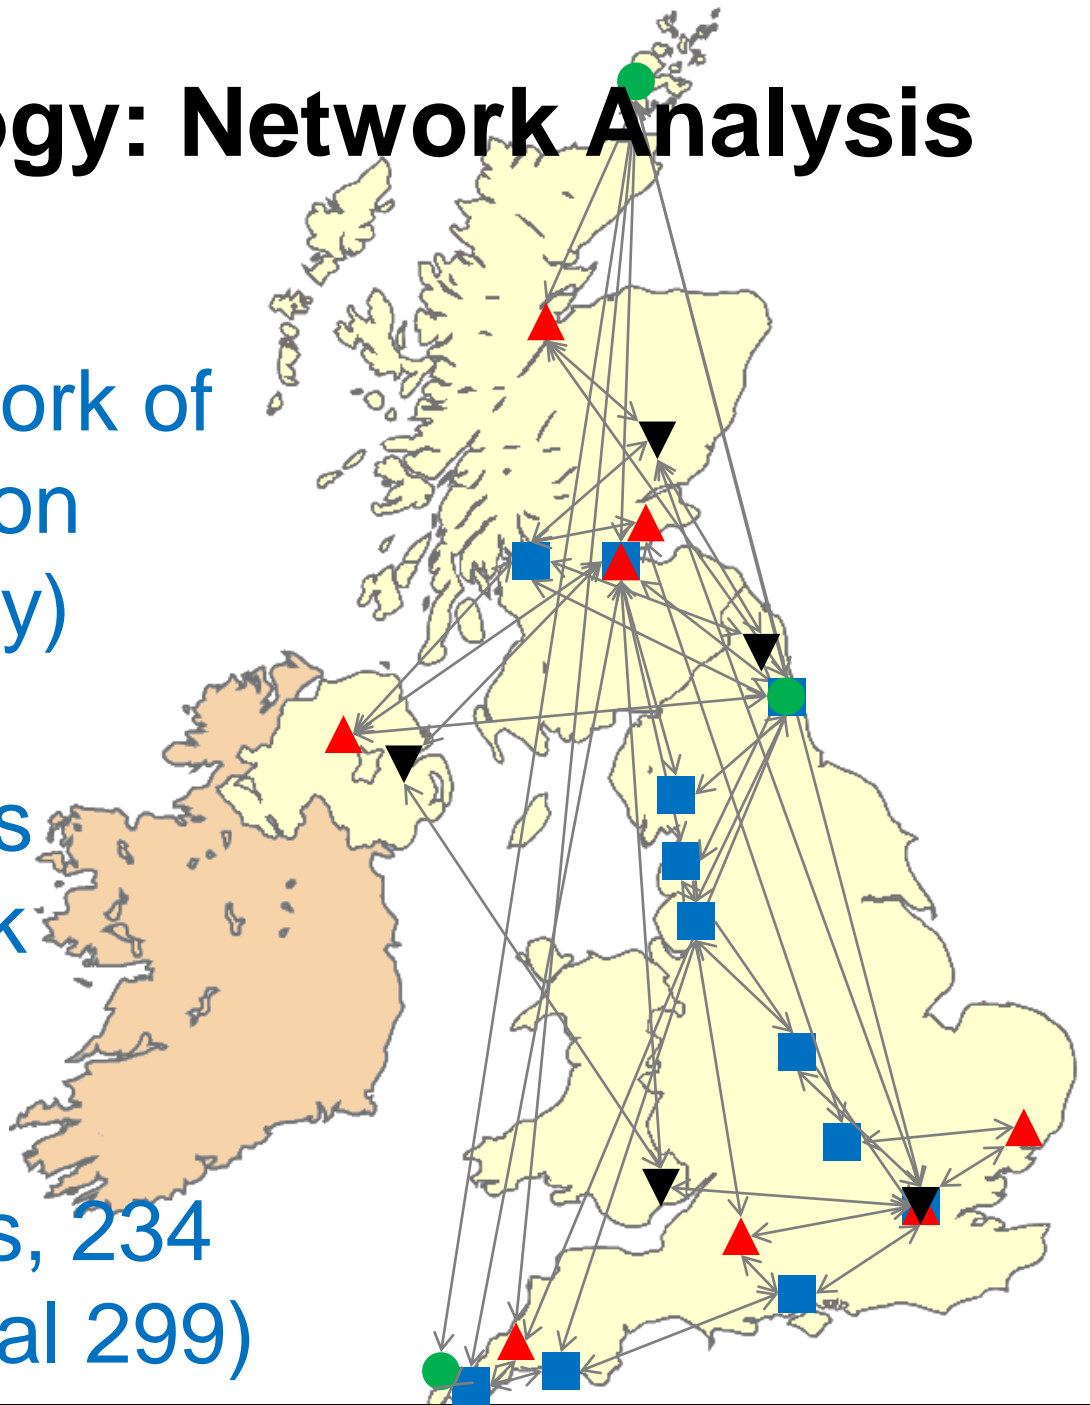 ogy: Network Analysis
ork of
on
y)
s
k
s, 234
al 299)